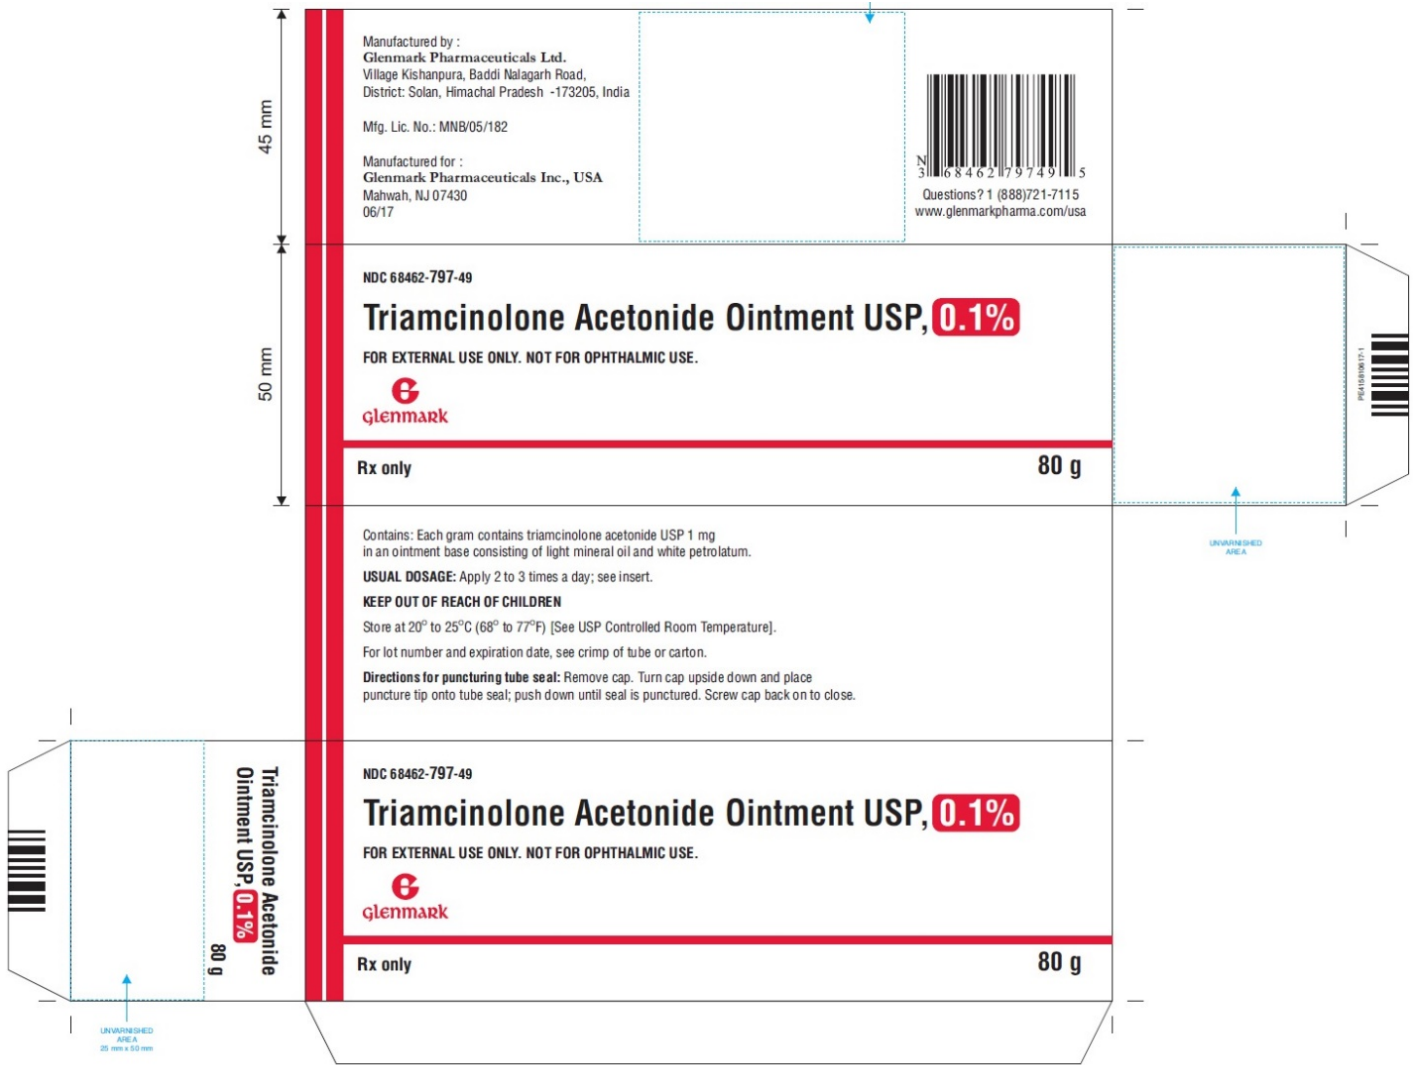 45 mm
Manufactured by :
Glenmark Pharmaceuticals Ltd.
Village Kishanpura, Baddi Nalagarh Road,
District: Solan, Himachal Pradesh -173205, India
Mfg. Lic. No.: MNB/05/182
Manufactured for :
Glenmark Pharmaceuticals Inc., USA
Mahwah, NJ 07430
06/17
N
3 68462 79749 5
Questions? 1 (888)721-7115
www.glenmarkpharma.com/usa
50 mm
NDC 68462-797-49
Triamcinolone Acetonide Ointment USP, 0.1%
FOR EXTERNAL USE ONLY. NOT FOR OPHTHALMIC USE.
Glenmark
Rx only
80 g
PE415810617-1
UNVARNISHED
AREA
Contains: Each gram contains triamcinolone acetonide USP 1 mg
in an ointment base consisting of light mineral oil and white petrolatum.
USUAL DOSAGE: Apply 2 to 3 times a day; see insert.
KEEP OUT OF REACH OF CHILDREN
Store at 20° to 25°C (68° to 77°F) [See USP Controlled Room Temperature].
For lot number and expiration date, see crimp of tube or carton.
Directions for puncturing tube seal: Remove cap. Turn cap upside down and place
puncture tip onto tube seal; push down until seal is punctured. Screw cap back on to close.
Triamcinolone Acetonide
Ointment USP, 0.1%
80 g
UNVARNISHED
AREA
25 mm x 50 mm
NDC 68462-797-49
Triamcinolone Acetonide Ointment USP, 0.1%
FOR EXTERNAL USE ONLY. NOT FOR OPHTHALMIC USE.
Glenmark
Rx only
80 g